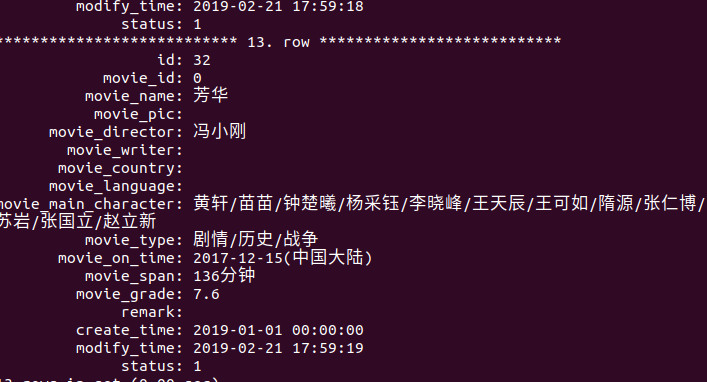 modify_time: 2019-02-21 17:59:18
status: 1
*************************** 13. row ***************************
id: 32
movie_id: 0
movie_name: 芳华
movie_pic:
movie_director: 冯小刚
movie_writer:
movie_country:
movie_language:
movie_main_character: 黄轩/苗苗/钟楚曦/杨采钰/李晓峰/王天辰/王可如/隋源/张仁博/
苏岩/张国立/赵立新
movie_type: 剧情/历史/战争
movie_on_time: 2017-12-15(中国大陆)
movie_span: 136分钟
movie_grade: 7.6
remark:
create_time: 2019-01-01 00:00:00
modify_time: 2019-02-21 17:59:19
status: 1